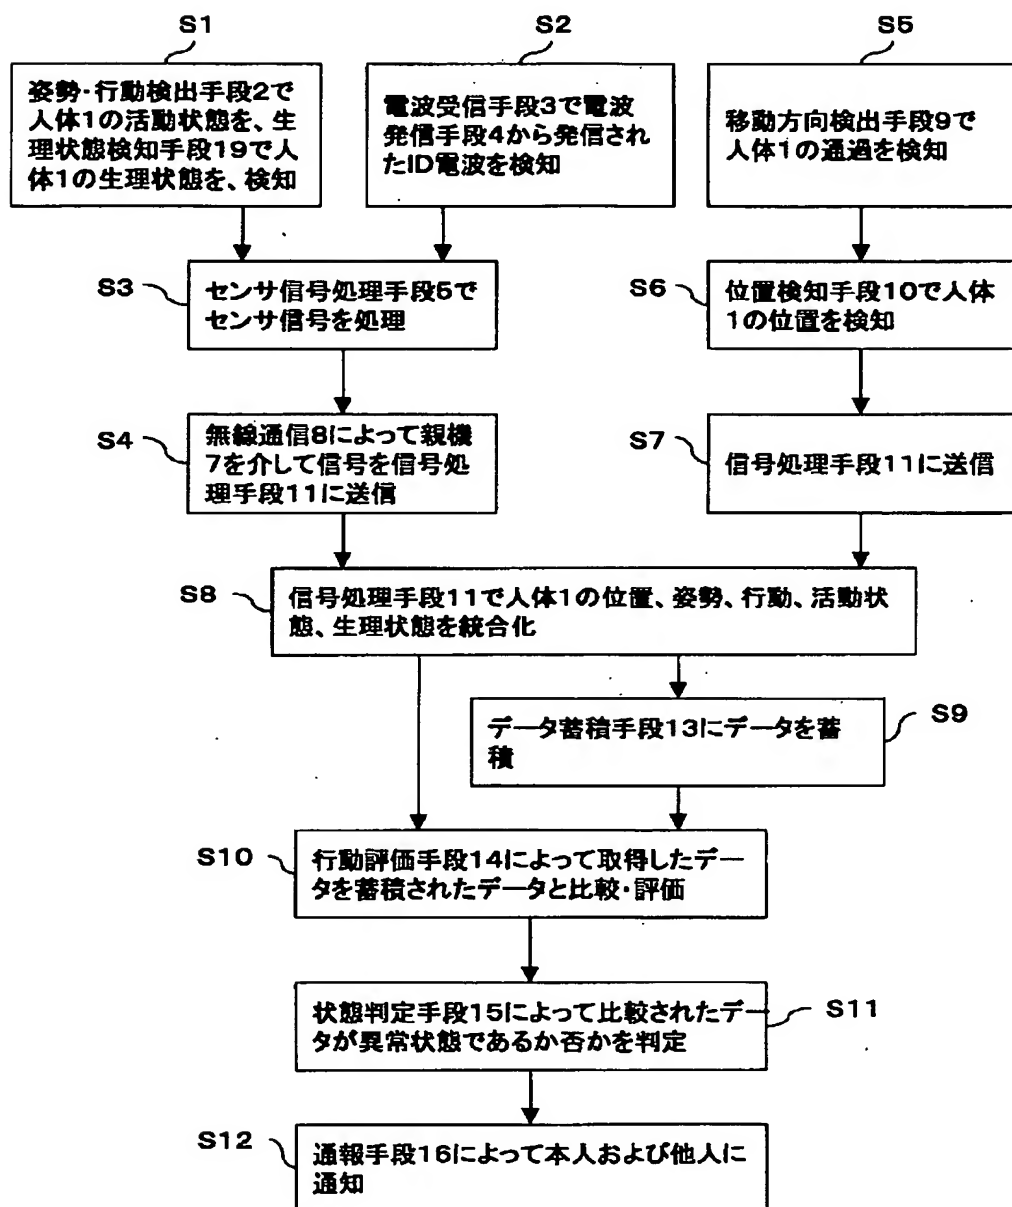 S1
姿勢・行動検出手段2で
人体1の活動状態を、生
理状態検知手段19で人
体1の生理状態を、検知
S2
電波受信手段3で電波
発信手段4から発信され
たID電波を検知
S5
移動方向検出手段9で
人体1の通過を検知
S3
センサ信号処理手段5で
センサ信号を処理
S6
位置検知手段10で人体
1の位置を検知
S4
無線通信8によって親機
7を介して信号を信号処
理手段11に送信
S7
信号処理手段11に送信
S8
信号処理手段11で人体1の位置、姿勢、行動、活動状
態、生理状態を統合化
S9
データ蓄積手段13にデータを蓄
積
S10
行動評価手段14によって取得したデー
タを蓄積されたデータと比較・評価
S11
状態判定手段15によって比較されたデー
タが異常状態であるか否かを判定
S12
通報手段16によって本人および他人に
通知